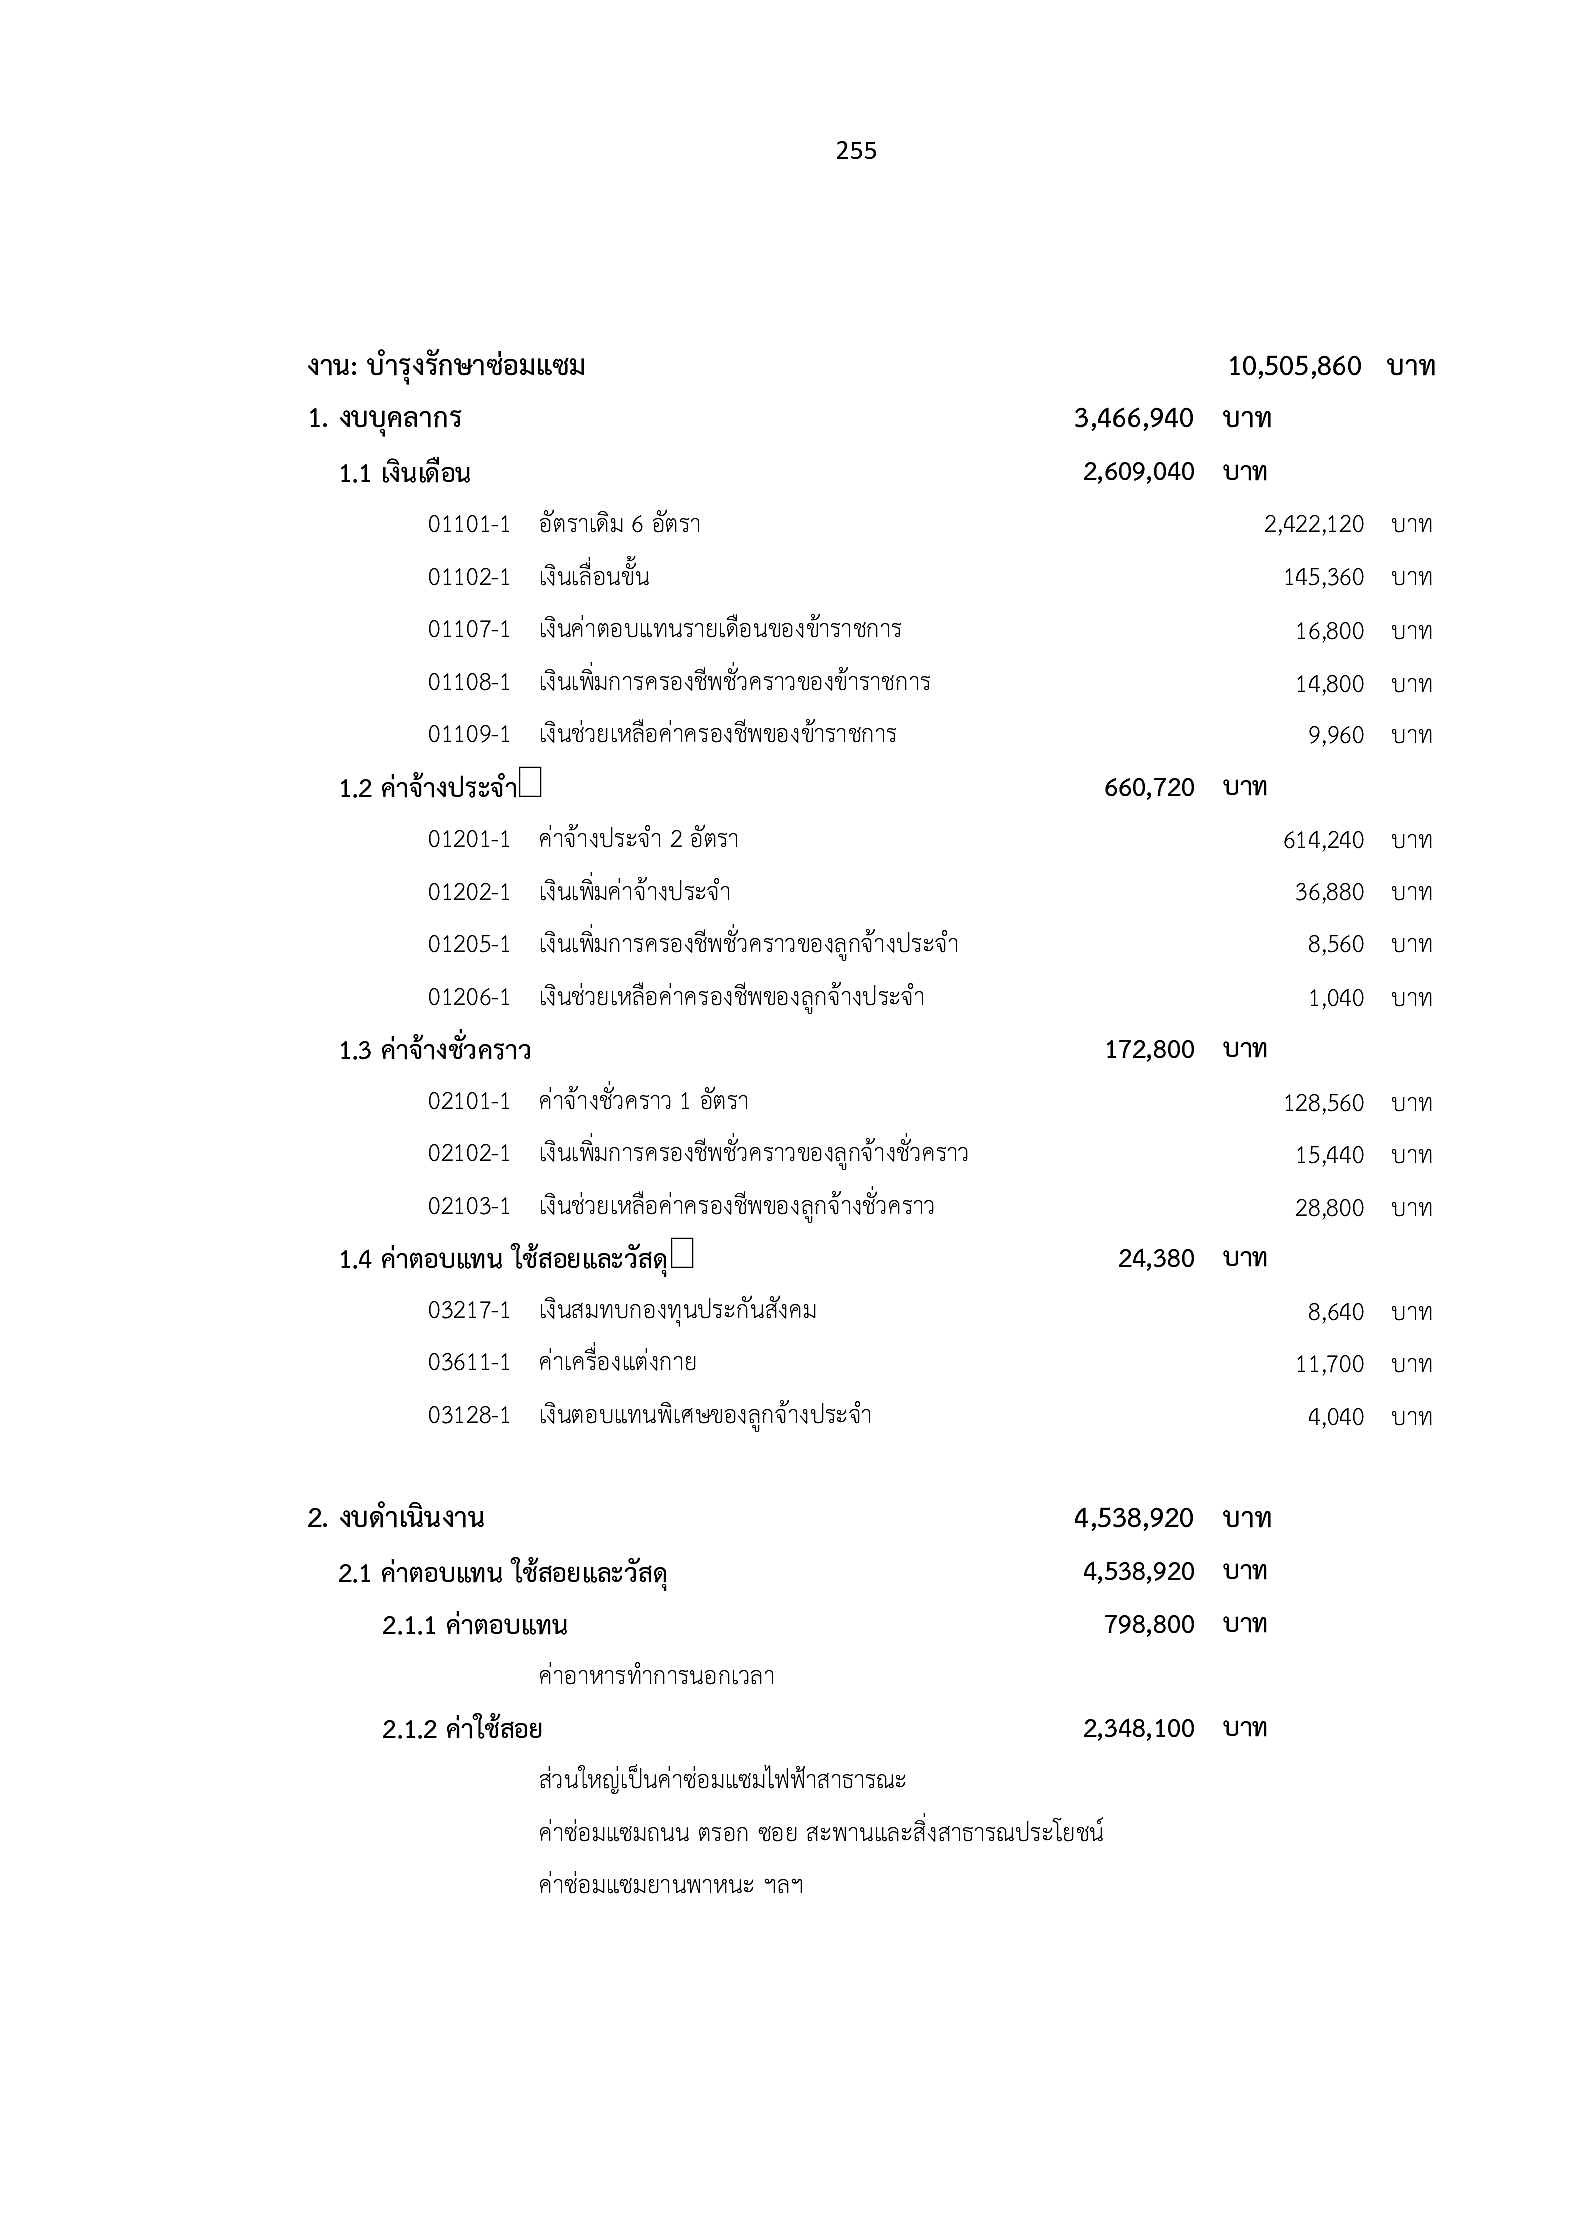 255
งาน: บำรุงรักษาซ่อมแซม 10,505,860 บาท
1. งบบุคลากร 3,466,940 บาท
1.1 เงินเดือน 2,609,040 บาท
01101-1 อัตราเดิม 6 อัตรา 2,422,120 บาท
01102-1 เงินเลื่อนขั้น 145,360 บาท
01107-1 เงินค่าตอบแทนรายเดือนของข้าราชการ 16,800 บาท
01108-1 เงินเพิ่มการครองชีพชั่วคราวของข้าราชการ 14,800 บาท
01109-1 เงินช่วยเหลือค่าครองชีพของข้าราชการ 9,960 บาท
1.2 ค่าจ้างประจำ 660,720 บาท
01201-1 ค่าจ้างประจำ 2 อัตรา 614,240 บาท
01202-1 เงินเพิ่มค่าจ้างประจำ 36,880 บาท
01205-1 เงินเพิ่มการครองชีพชั่วคราวของลูกจ้างประจำ 8,560 บาท
01206-1 เงินช่วยเหลือค่าครองชีพของลูกจ้างประจำ 1,040 บาท
1.3 ค่าจ้างชั่วคราว 172,800 บาท
02101-1 ค่าจ้างชั่วคราว 1 อัตรา 128,560 บาท
02102-1 เงินเพิ่มการครองชีพชั่วคราวของลูกจ้างชั่วคราว 15,440 บาท
02103-1 เงินช่วยเหลือค่าครองชีพของลูกจ้างชั่วคราว 28,800 บาท
1.4 ค่าตอบแทน ใช้สอยและวัสดุ 24,380 บาท
03217-1 เงินสมทบกองทุนประกันสังคม 8,640 บาท
03611-1 ค่าเครื่องแต่งกาย 11,700 บาท
03128-1 เงินตอบแทนพิเศษของลูกจ้างประจำ 4,040 บาท
2. งบดำเนินงาน 4,538,920 บาท
2.1 ค่าตอบแทน ใช้สอยและวัสดุ 4,538,920 บาท
2.1.1 ค่าตอบแทน 798,800 บาท
ค่าอาหารทำการนอกเวลา
2.1.2 ค่าใช้สอย 2,348,100 บาท
ส่วนใหญ่เป็นค่าซ่อมแซมไฟฟ้าสาธารณะ
ค่าซ่อมแซมถนน ตรอก ซอย สะพานและสิ่งสาธารณประโยชน์
ค่าซ่อมแซมยานพาหนะ ฯลฯ